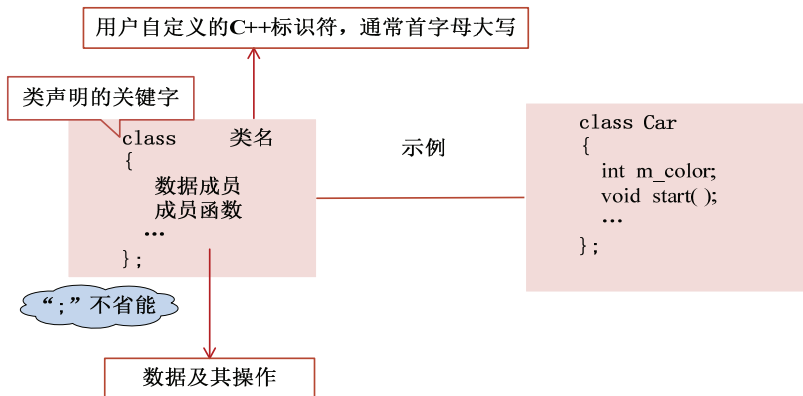 用户自定义的C++标识符，通常首字母大写
类声明的关键字
class 类名
{
数据成员
成员函数
…
};
“;”不省能
数据及其操作
示例
class Car
{
int m_color;
void start( );
…
};